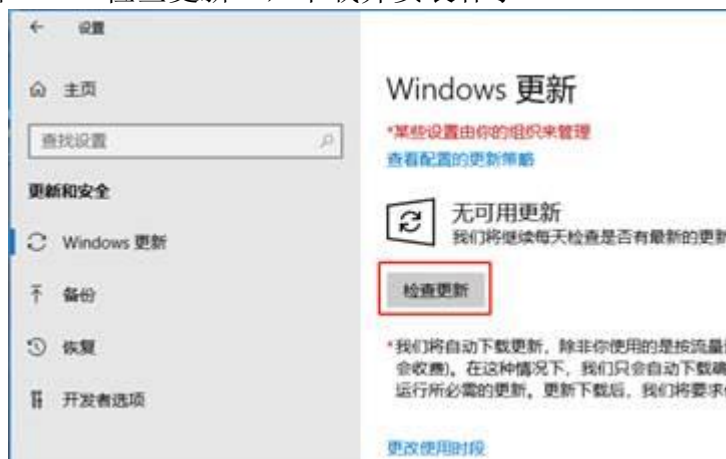 ← 设置
主页
查找设置
更新和安全
Windows 更新
备份
恢复
开发者选项
Windows 更新
*某些设置由你的组织来管理
查看配置的更新策略
无可用更新
我们将继续每天检查是否有最新的更新
检查更新
*我们将自动下载更新，除非你使用的是按流量
会收费)。在这种情况下，我们只会自动下载确
运行所必需的更新。更新下载后，我们将要求
更改使用时段